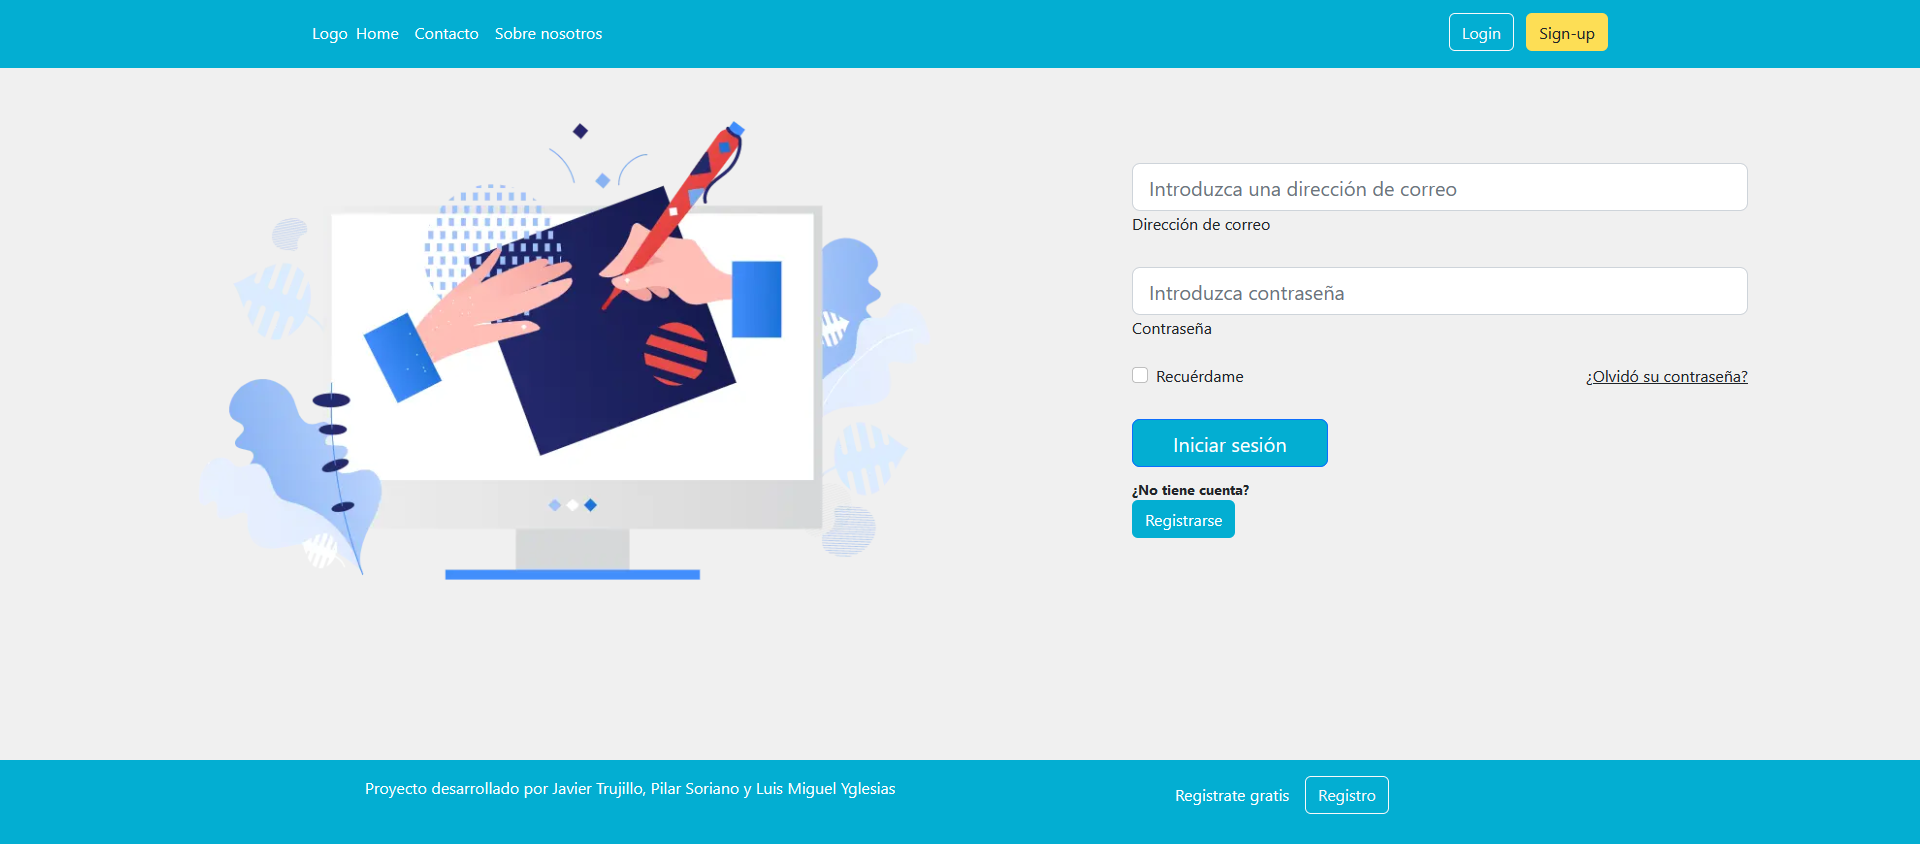 Logo Home Contacto Sobre nosotros Login Sign-up
Introduzca una dirección de correo
Dirección de correo
Introduzca contraseña
Contraseña
Recuérdame ¿Olvidó su contraseña?
Iniciar sesión
¿No tiene cuenta?
Registrarse
Proyecto desarrollado por Javier Trujillo, Pilar Soriano y Luis Miguel Yglesias
Registrate gratis Registro